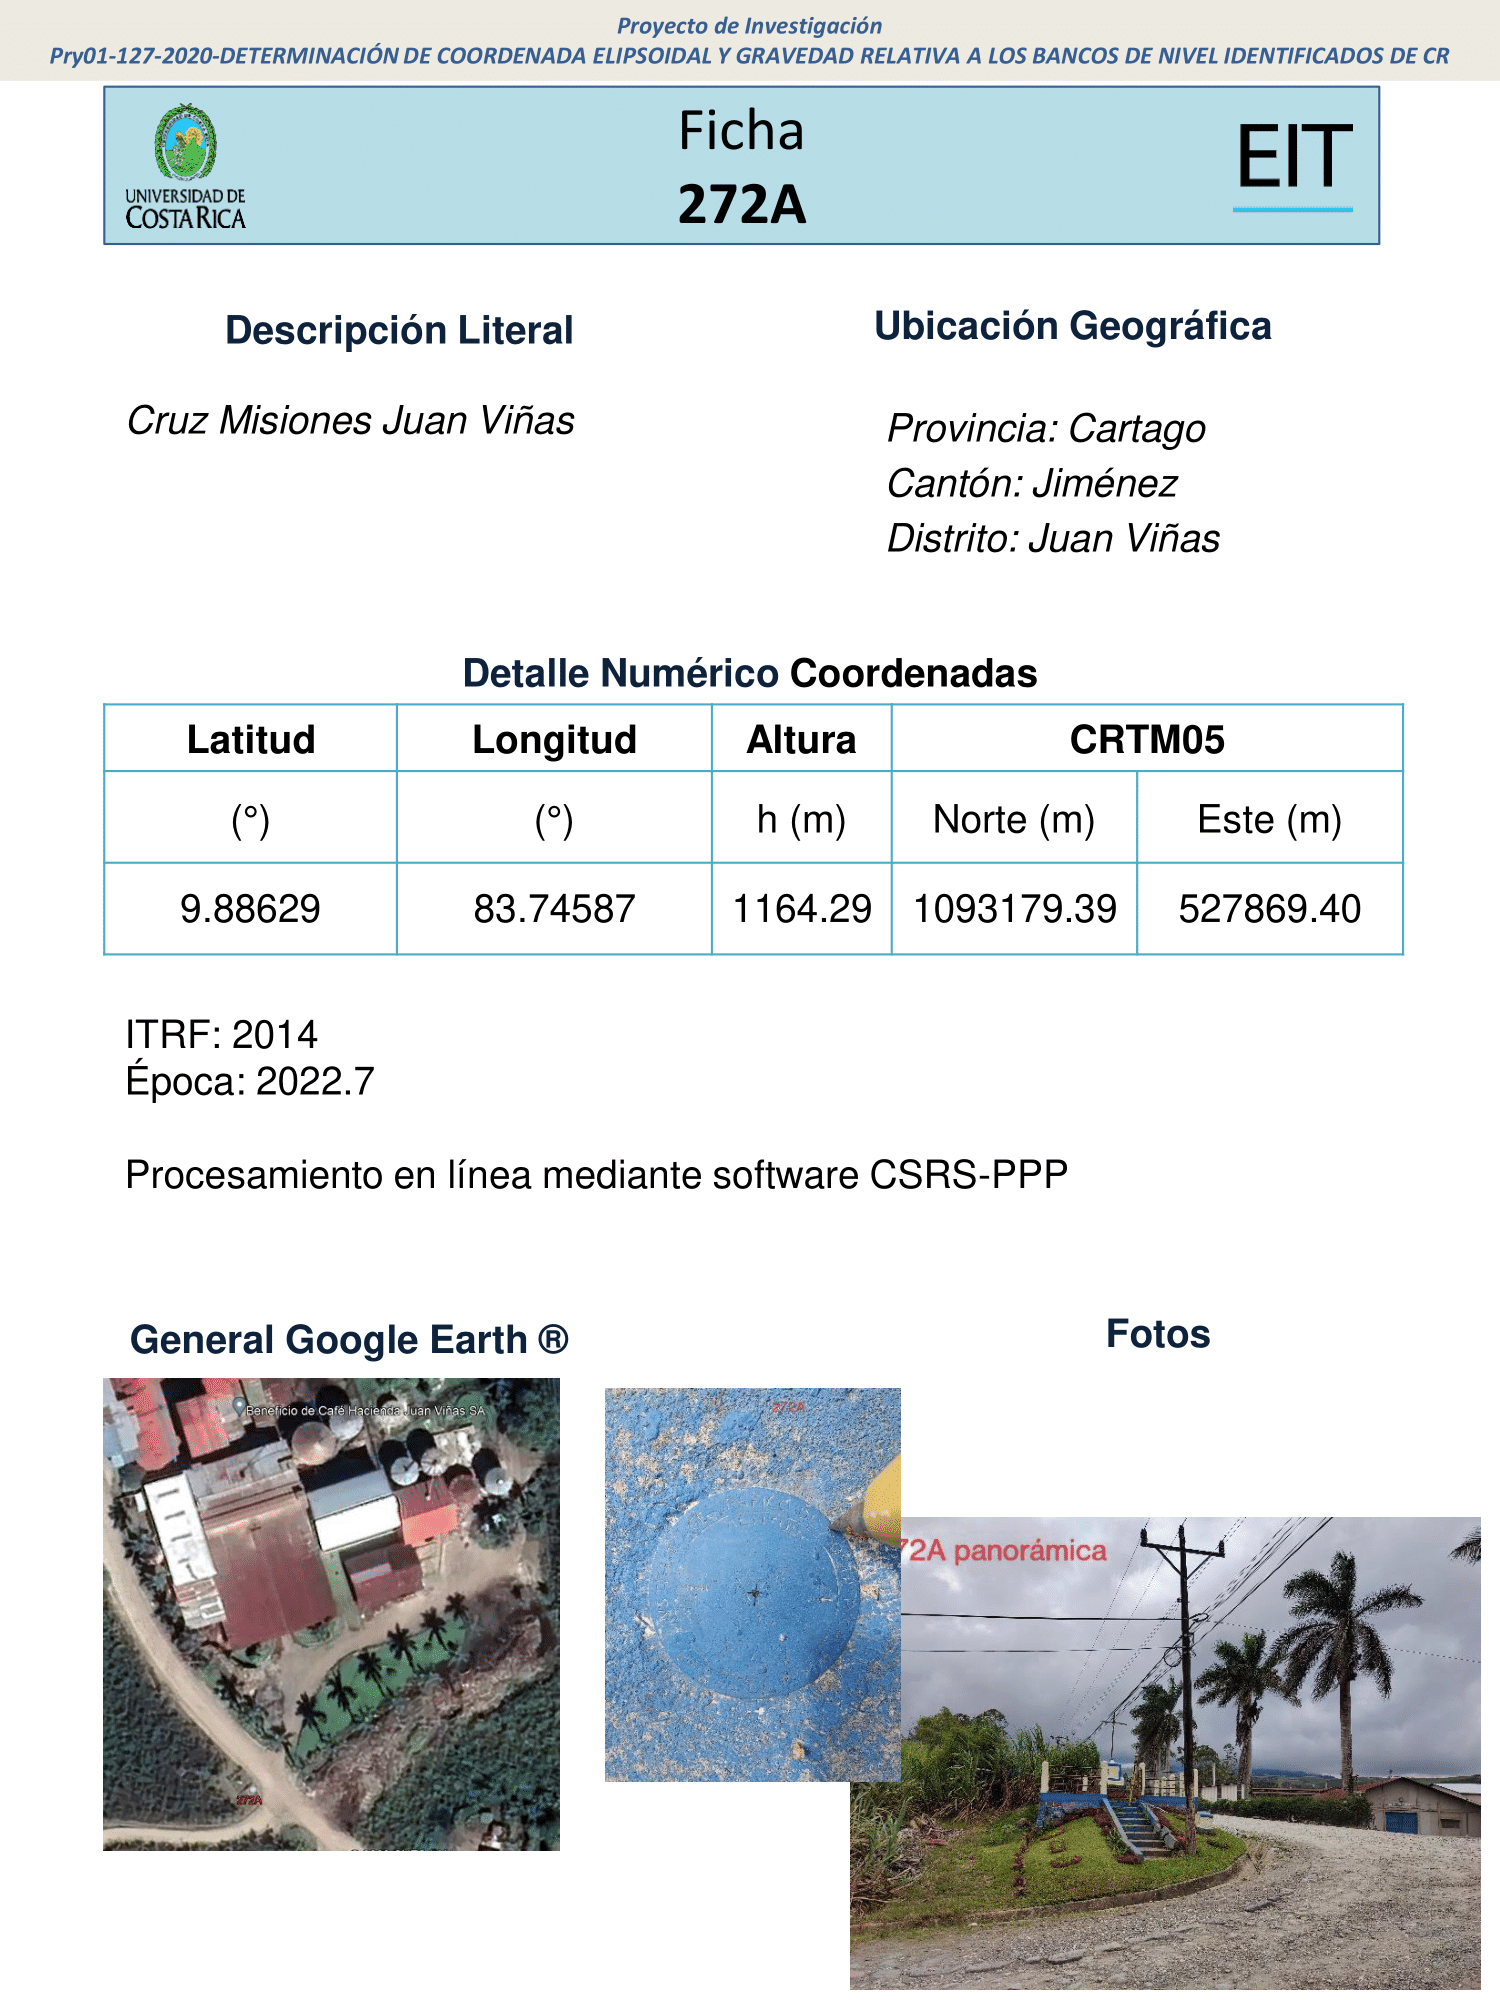 Proyecto de Investigación
Pry01-127-2020-DETERMINACIÓN DE COORDENADA ELIPSOIDAL Y GRAVEDAD RELATIVA A LOS BANCOS DE NIVEL IDENTIFICADOS DE CR
UNIVERSIDAD DE
COSTA RICA
Ficha
272A
EIT
Descripción Literal
Cruz Misiones Juan Viñas
Ubicación Geográfica
Provincia: Cartago
Cantón: Jiménez
Distrito: Juan Viñas
Detalle Numérico Coordenadas
Latitud Longitud Altura CRTM05
(°) (°) h (m) Norte (m) Este (m)
9.88629 83.74587 1164.29 1093179.39 527869.40
ITRF: 2014
Época: 2022.7
Procesamiento en línea mediante software CSRS-PPP
General Google Earth ®
Fotos
Beneficio de Café Hacienda Juan Viñas SA
272A
272A
72A panorámica